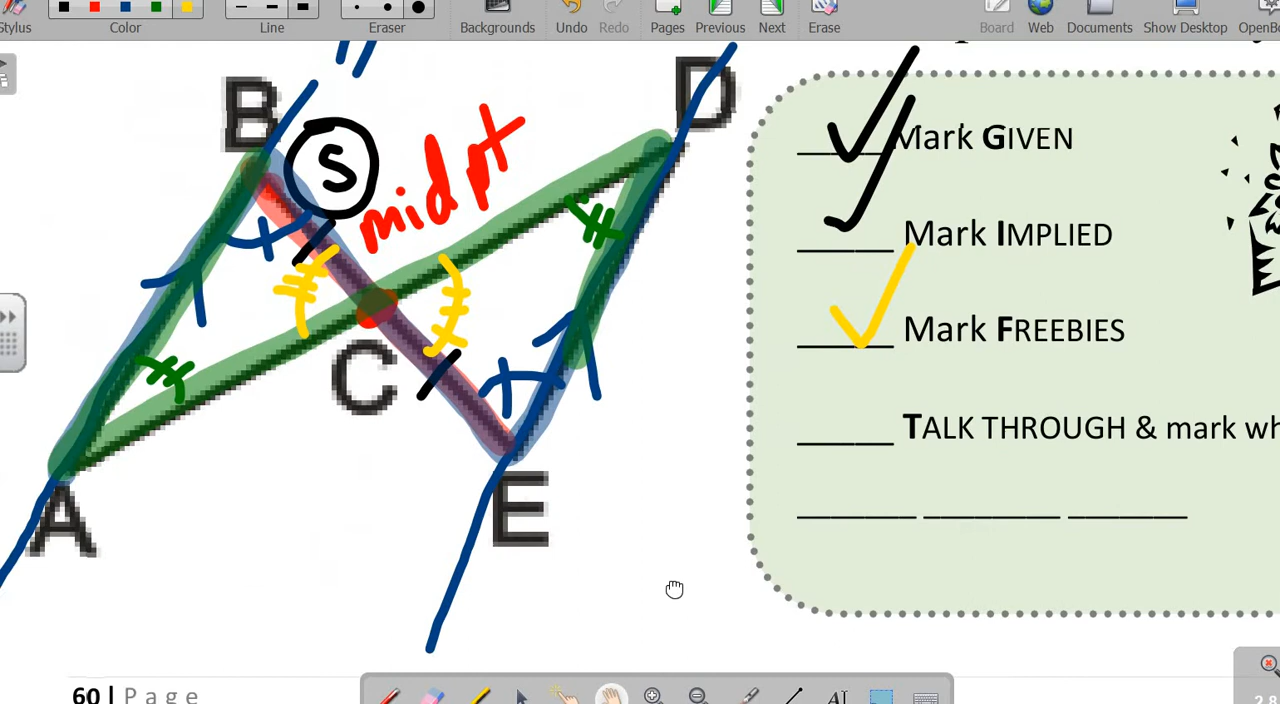 Stylus
Color
Line
Eraser
Backgrounds
Undo
Redo
Pages
Previous
Next
Erase
Board
Web
Documents
Show Desktop
B
D
S
midpt
C
A
E
Mark GIVEN
Mark IMPLIED
Mark FREEBIES
TALK THROUGH & mark
60 | Page